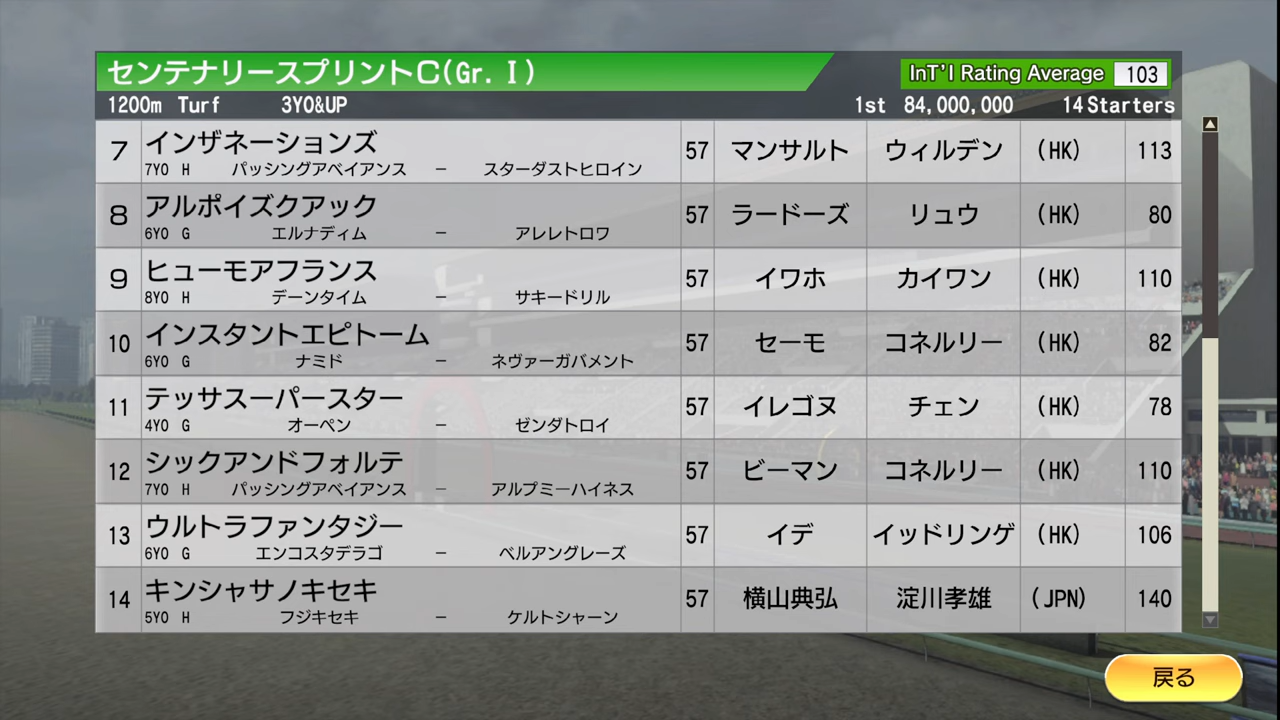 センテナリースプリントC(Gr.Ⅰ) InT'l Rating Average 103
1200m Turf 3YO&UP 1st 84,000,000 14Starters
7 インザネーションズ 57 マンサルト ウィルデン (HK) 113
7YO H パッシングアベイアンス － スターダストヒロイン
8 アルポイズクアック 57 ラードーズ リュウ (HK) 80
6YO G エルナディム － アレレトロワ
9 ヒューモアフランス 57 イワホ カイワン (HK) 110
8YO H デーンタイム － サキードリル
10 インスタントエピトーム 57 セーモ コネルリー (HK) 82
6YO G ナミド － ネヴァーガバメント
11 テッサスーパースター 57 イレゴヌ チェン (HK) 78
4YO G オーペン － ゼンダトロイ
12 シックアンドフォルテ 57 ビーマン コネルリー (HK) 110
7YO H パッシングアベイアンス － アルプミーハイネス
13 ウルトラファンタジー 57 イデ イッドリンゲ (HK) 106
6YO G エンコスタデラゴ － ベルアングレーズ
14 キンシャサノキセキ 57 横山典弘 淀川孝雄 (JPN) 140
5YO H フジキセキ － ケルトシャーン
戻る